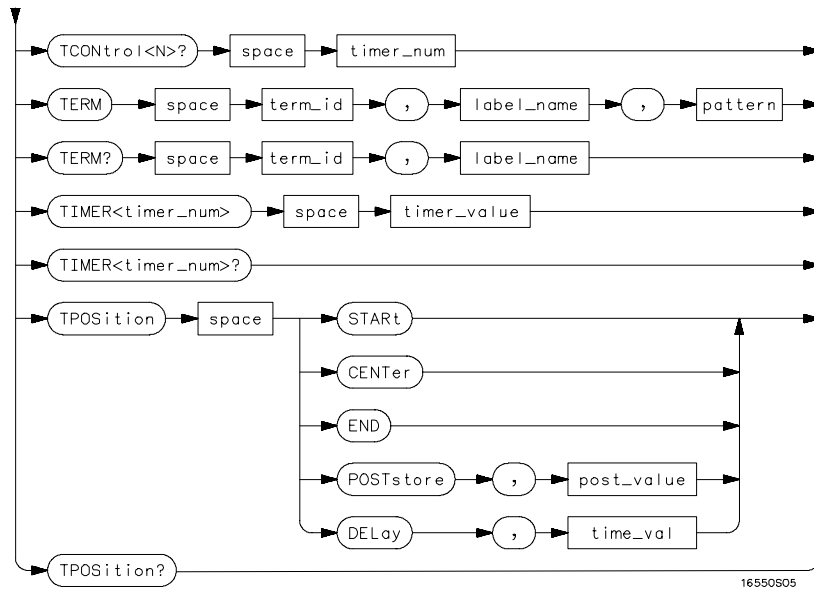 TCONtrol<N>? space timer_num
TERM space term_id , label_name , pattern
TERM? space term_id , label_name
TIMER<timer_num> space timer_value
TIMER<timer_num>?
TPOSition space STARt
CENTer
END
POSTstore , post_value
DELay , time_val
TPOSition?
16550S05